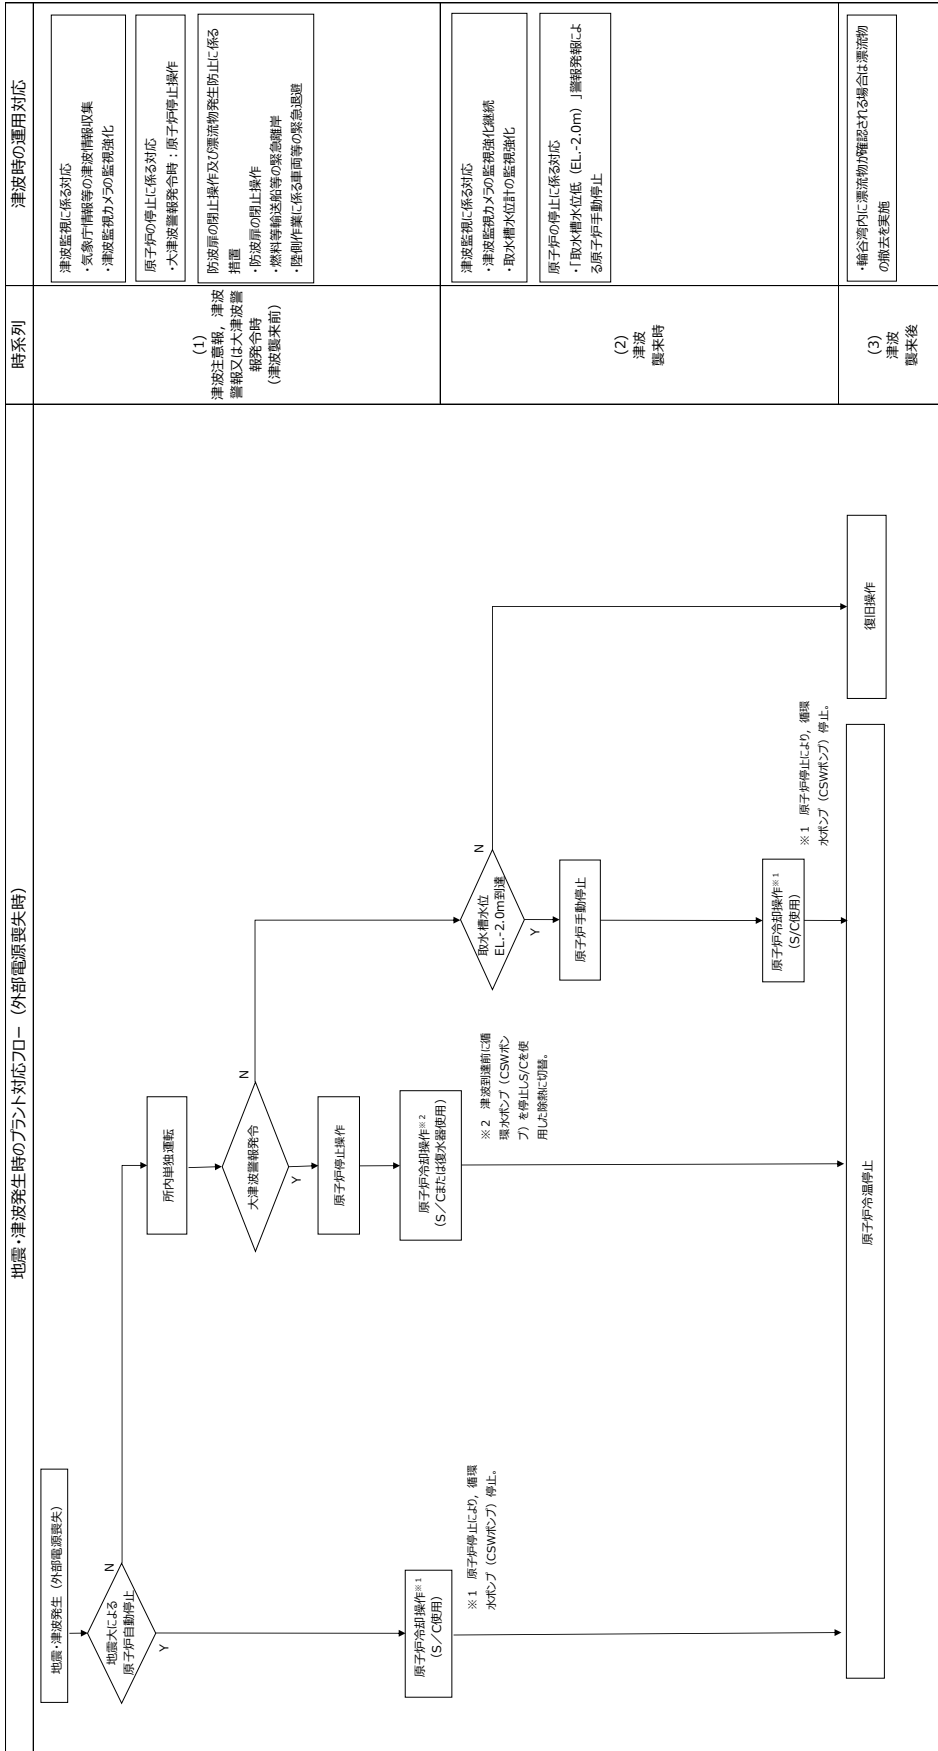 地震・津波発生時のプラント対応フロー（外部電源喪失時）
時系列
津波時の運用対応
地震・津波発生（外部電源喪失）
地震大による
原子炉自動停止
N
Y
所内単独運転
大津波警報発令
N
Y
原子炉停止操作
原子炉冷却操作※1
（S／C使用）
※１　原子炉停止により，循環
水ポンプ（CSWポンプ）停止。
原子炉冷却操作※2
（S／Cまたは復水器使用）
※２　津波到達前に循
環水ポンプ（CSWポン
プ）を停止しS/Cを使
用した除熱に切替。
取水槽水位
EL.-2.0m到達
N
Y
原子炉手動停止
原子炉冷却操作※1
（S/C使用）
※１　原子炉停止により，循環
水ポンプ（CSWポンプ）停止。
原子炉冷温停止
復旧操作
(1)
津波注意報，津波
警報又は大津波警
報発令時
（津波襲来前）
津波監視に係る対応
・気象庁情報等の津波情報収集
・津波監視カメラの監視強化
原子炉の停止に係る対応
・大津波警報発令時：原子炉停止操作
防波扉の閉止操作及び漂流物発生防止に係る
措置
・防波扉の閉止操作
・燃料等輸送船等の緊急離岸
・陸側作業に係る車両等の緊急退避
(2)
津波
襲来時
津波監視に係る対応
・津波監視カメラの監視強化継続
・取水槽水位計の監視強化
原子炉の停止に係る対応
・「取水槽水位低（EL.-2.0m）」警報発報によ
る原子炉手動停止
(3)
津波
襲来後
・輪谷湾内に漂流物が確認される場合は漂流物
の撤去を実施